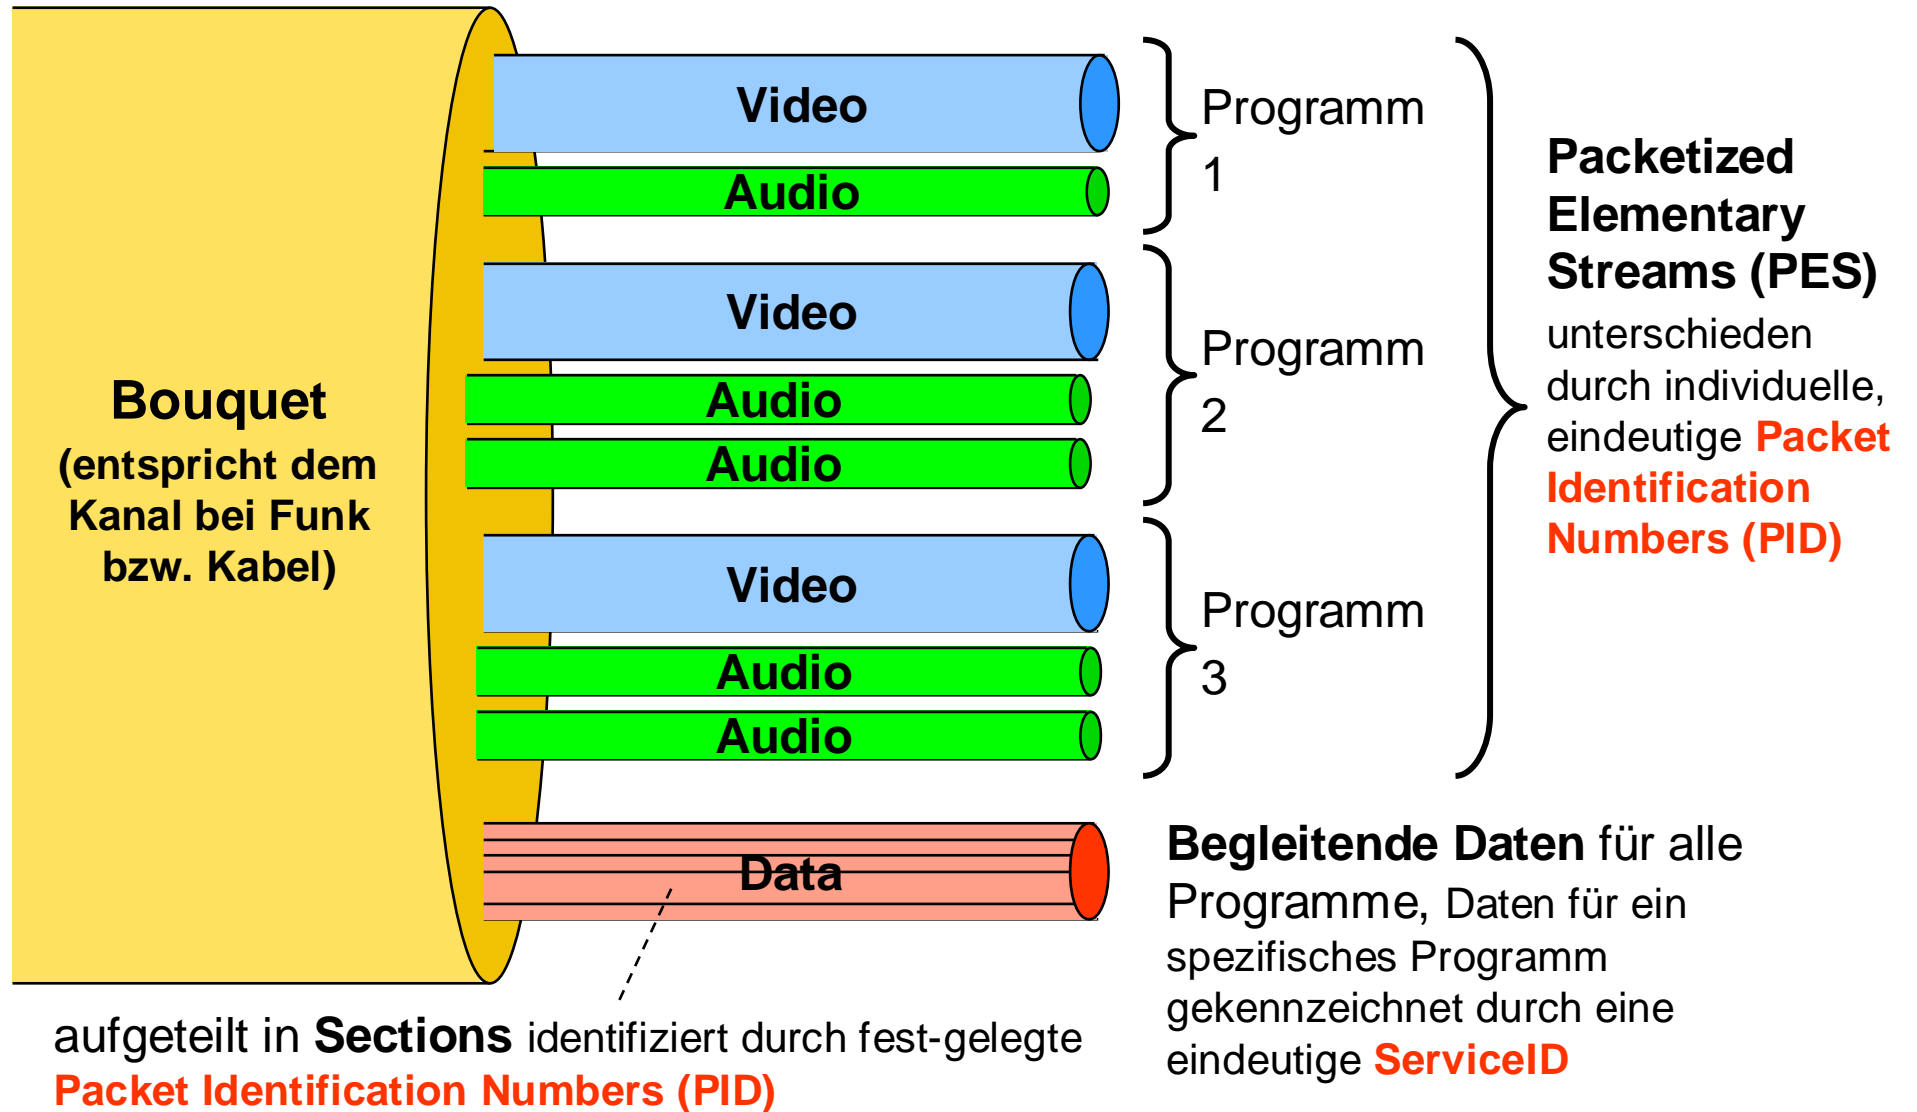 Bouquet
(entspricht dem
Kanal bei Funk
bzw. Kabel)
Video
Audio
Programm
1
Video
Audio
Audio
Programm
2
Video
Audio
Audio
Programm
3
Data
Packetized
Elementary
Streams (PES)
unterschieden
durch individuelle,
eindeutige Packet
Identification
Numbers (PID)
Begleitende Daten für alle
Programme, Daten für ein
spezifisches Programm
gekennzeichnet durch eine
eindeutige ServiceID
aufgeteilt in Sections identifiziert durch fest-gelegte
Packet Identification Numbers (PID)